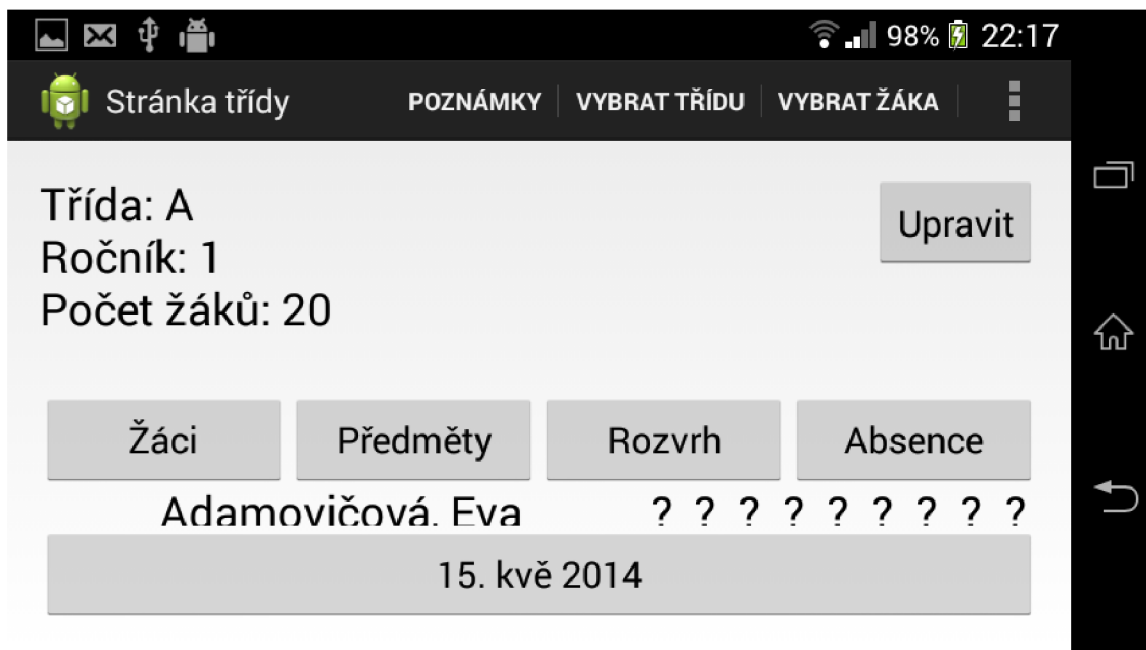 98% 22:17
Stránka třídy POZNÁMKY VYBRAT TŘÍDU VYBRAT ŽÁKA
Třída: A
Upravit
Ročník: 1
Počet žáků: 20
Žáci Předměty Rozvrh Absence
Adamovičová, Eva ? ? ? ? ? ? ? ? ?
15. kvě 2014